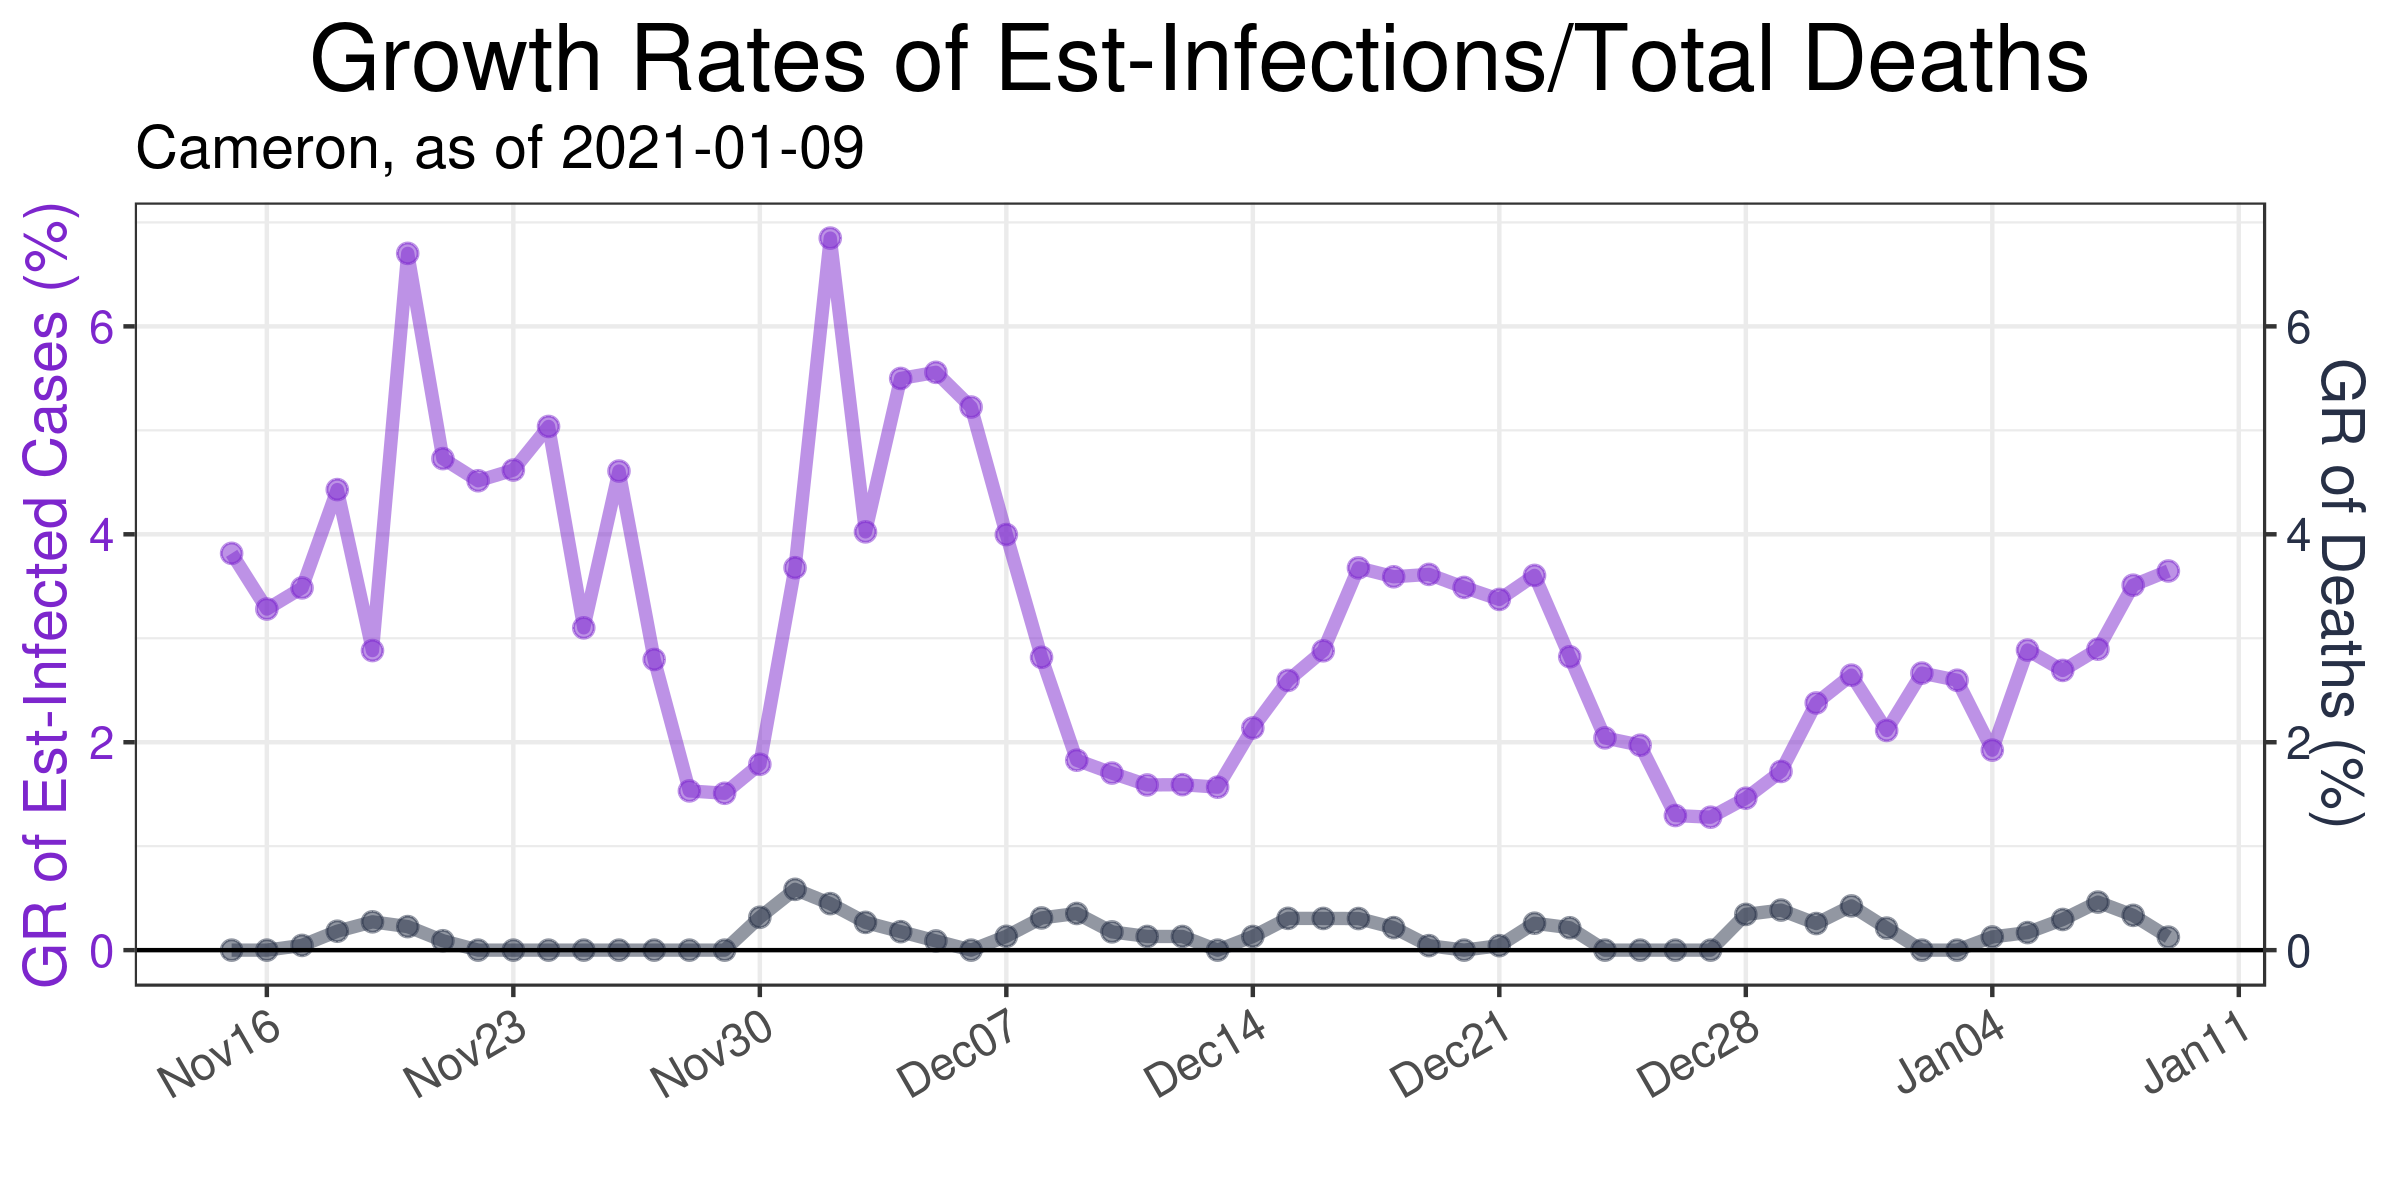 Growth Rates of Est-Infections/Total Deaths
Cameron, as of 2021-01-09
GR of Est-Infected Cases (%)
6
4
2
0
6
4
2
0
GR of Deaths (%)
Nov16
Nov23
Nov30
Dec07
Dec14
Dec21
Dec28
Jan04
Jan11